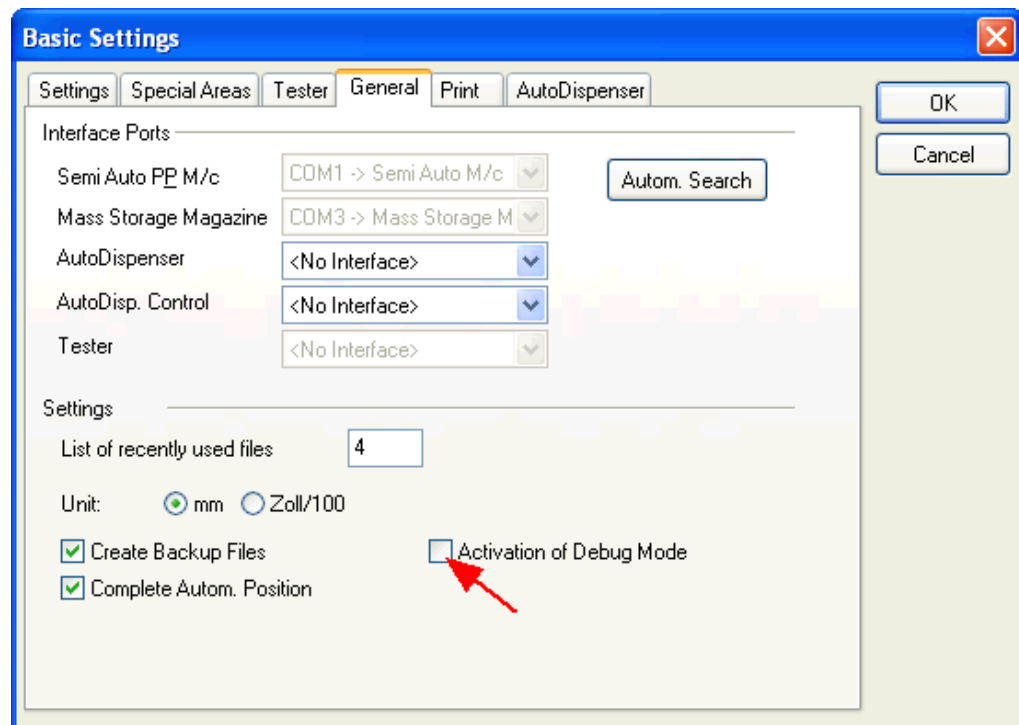 Basic Settings
Settings Special Areas Tester General Print AutoDispenser
OK
Cancel
Interface Ports
Semi Auto PP M/c COM1 -> Semi Auto M/c Autom. Search
Mass Storage Magazine COM3 -> Mass Storage M
AutoDispenser <No Interface>
AutoDisp. Control <No Interface>
Tester <No Interface>
Settings
List of recently used files 4
Unit: mm Zoll/100
Create Backup Files Activation of Debug Mode
Complete Autom. Position